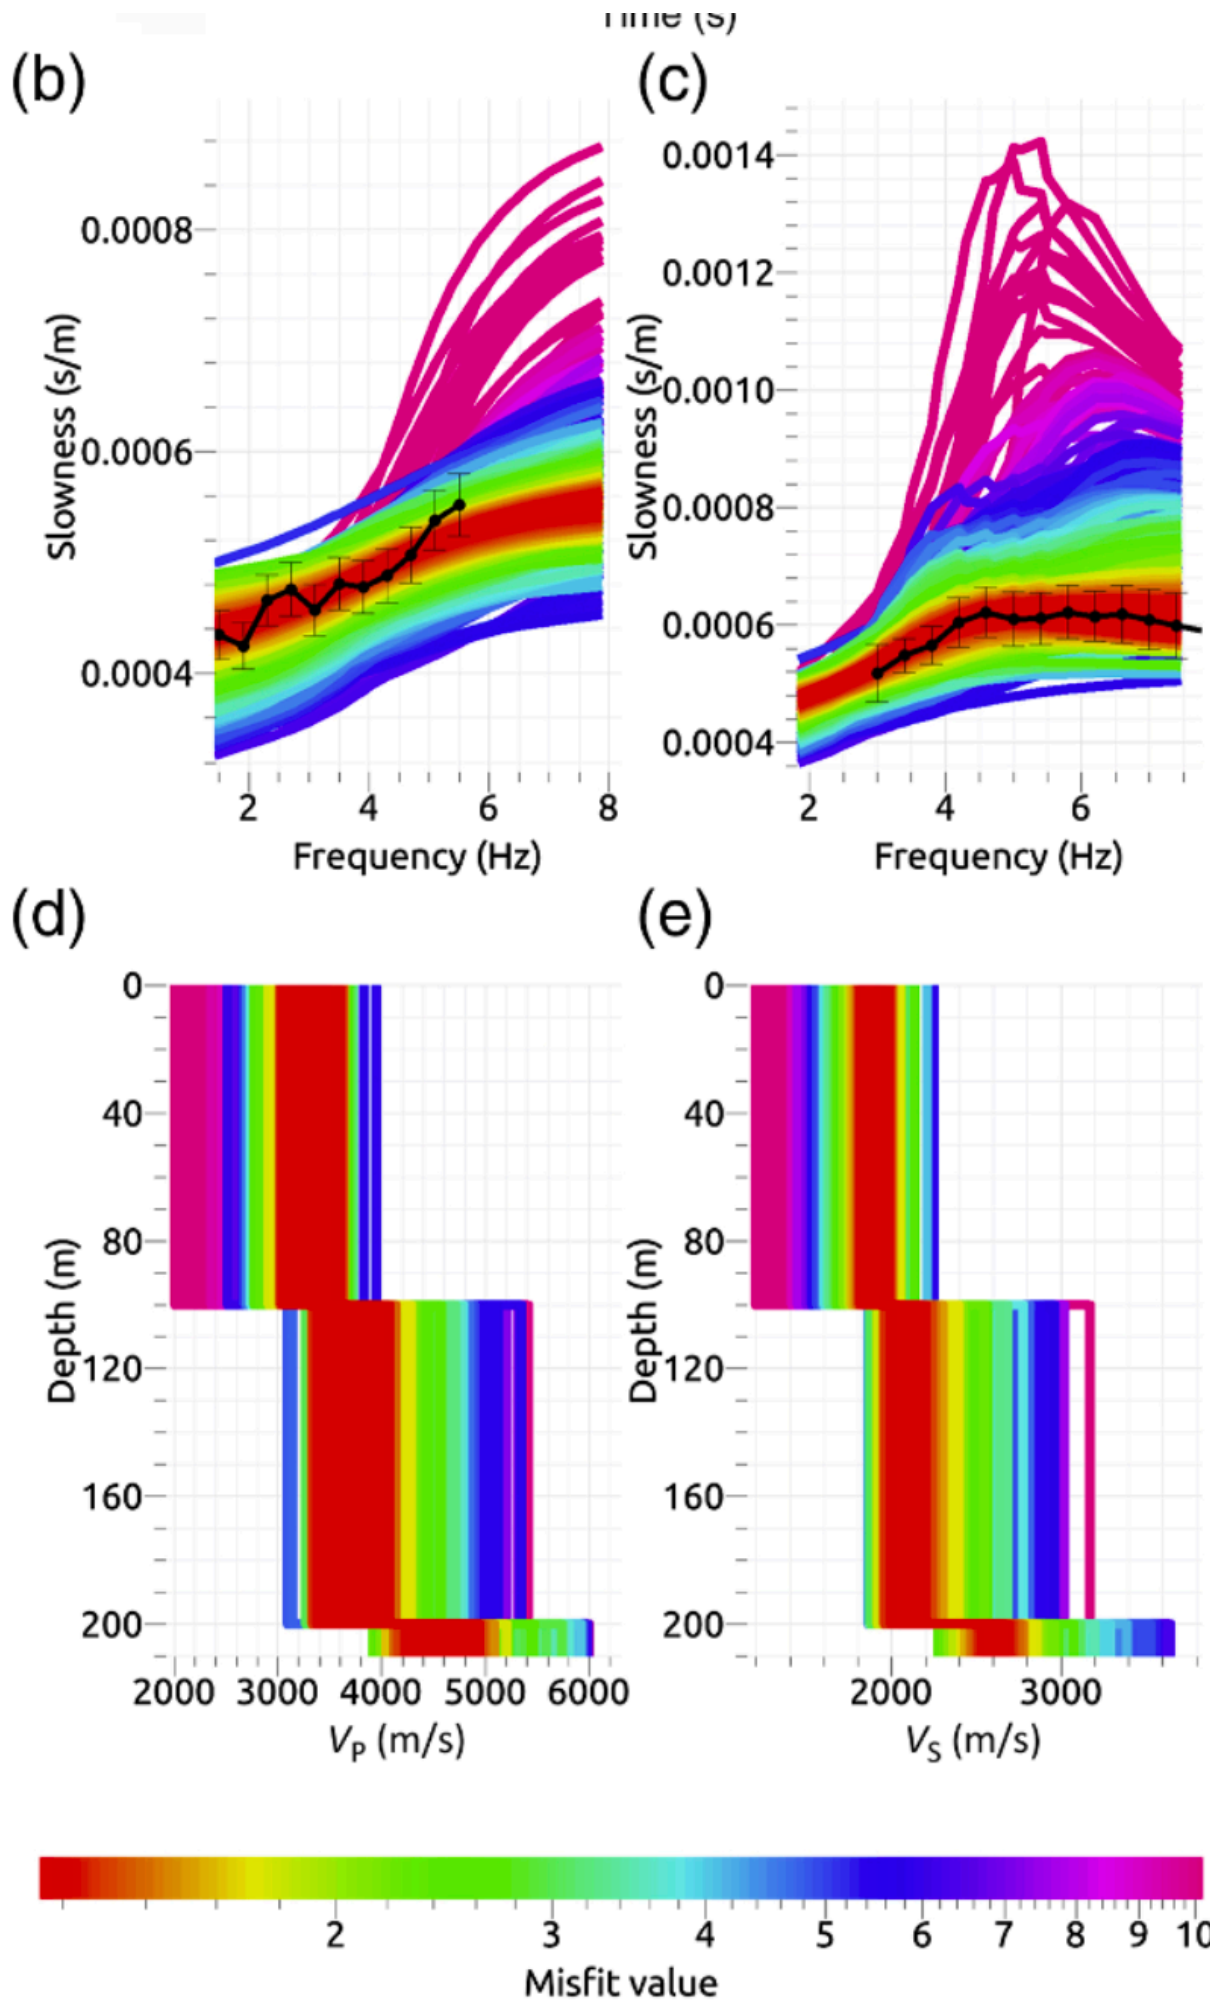 Time (s)
(b)
(c)
0.0008
0.0006
0.0004
Slowness (s/m)
2 4 6 8
Frequency (Hz)
0.0014
0.0012
0.0010
0.0008
0.0006
0.0004
Slowness (s/m)
2 4 6
Frequency (Hz)
(d)
(e)
0
40
80
120
160
200
Depth (m)
2000 3000 4000 5000 6000
VP (m/s)
0
40
80
120
160
200
Depth (m)
2000 3000
VS (m/s)
2 3 4 5 6 7 8 9 10
Misfit value